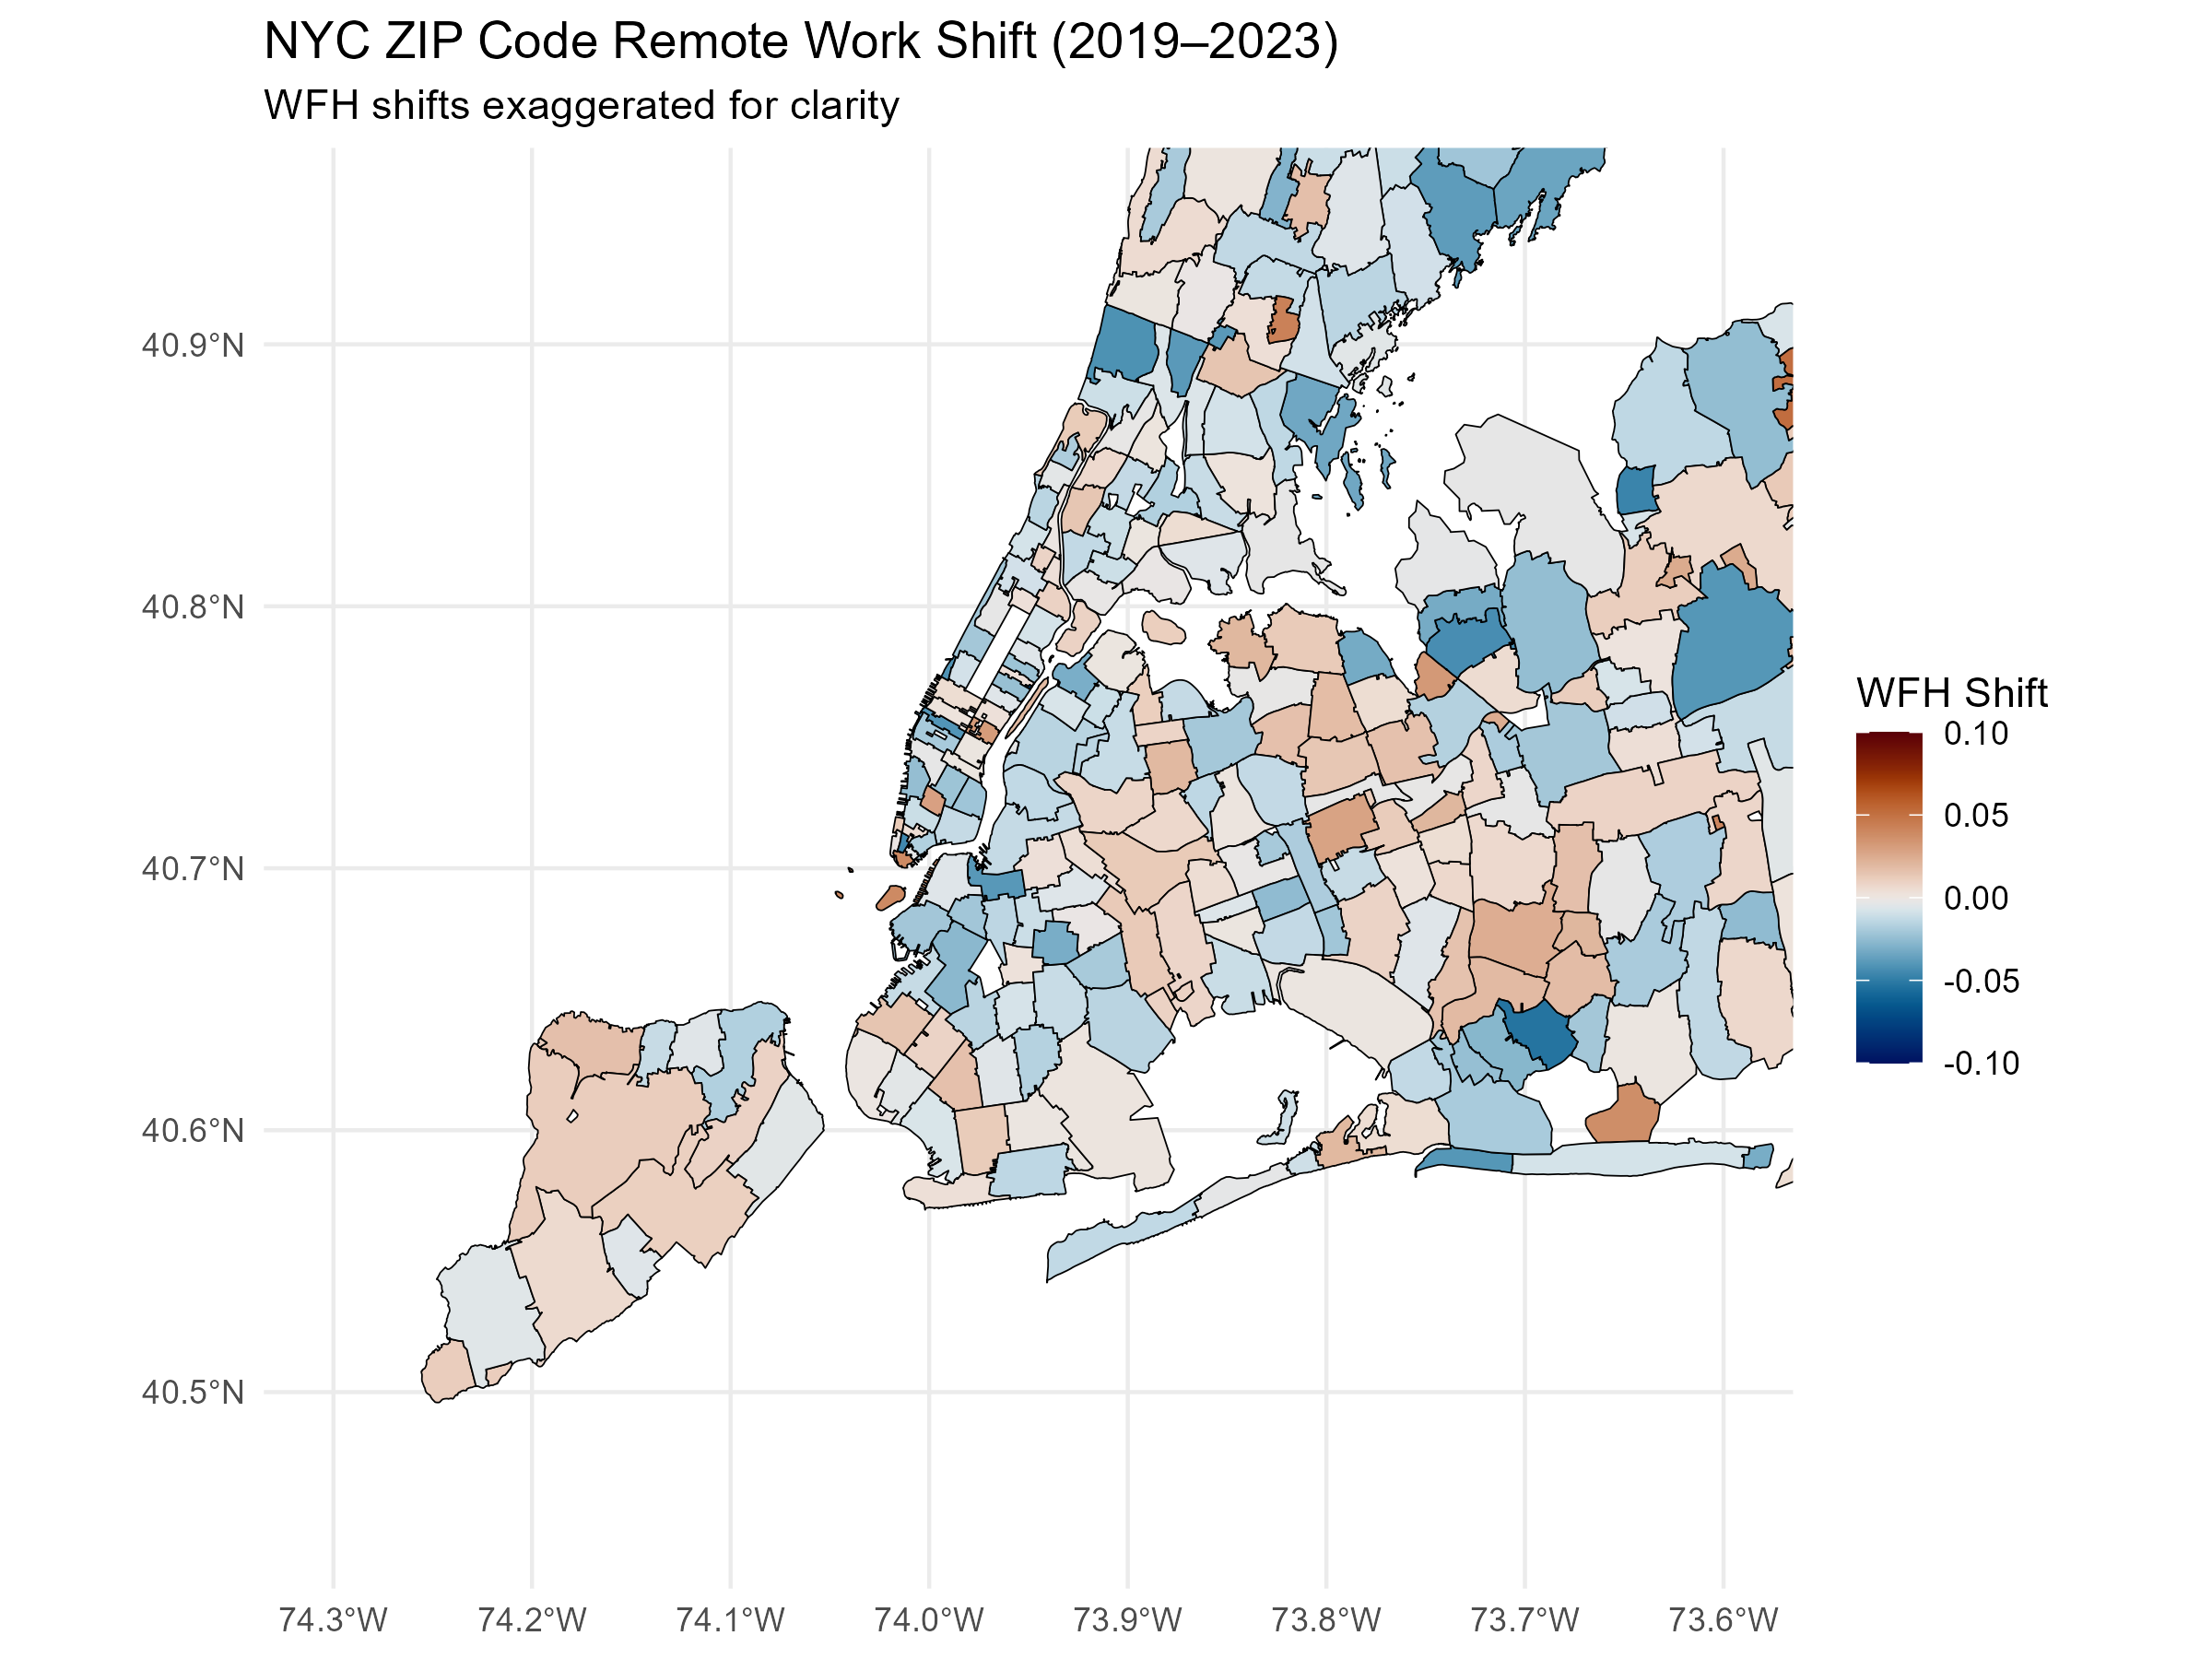 NYC ZIP Code Remote Work Shift (2019–2023)
WFH shifts exaggerated for clarity
40.9°N
40.8°N
40.7°N
40.6°N
40.5°N
74.3°W
74.2°W
74.1°W
74.0°W
73.9°W
73.8°W
73.7°W
73.6°W
WFH Shift
0.10
0.05
0.00
-0.05
-0.10